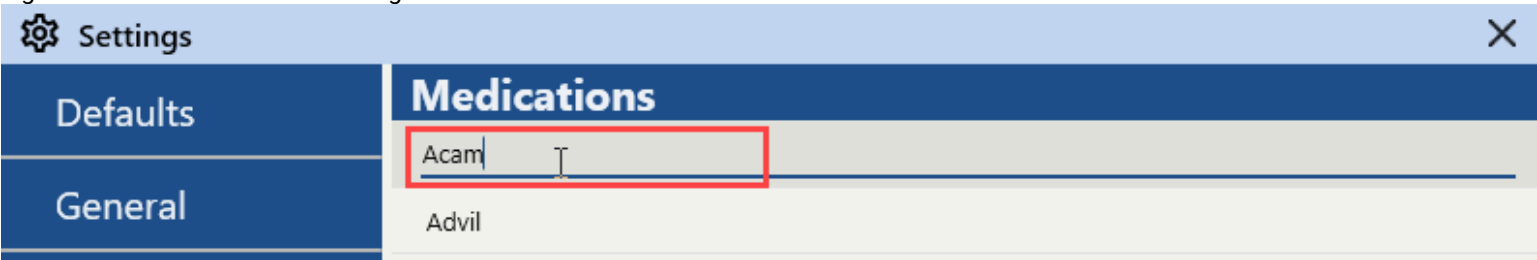 Settings
Defaults
General
Medications
Acam
Advil